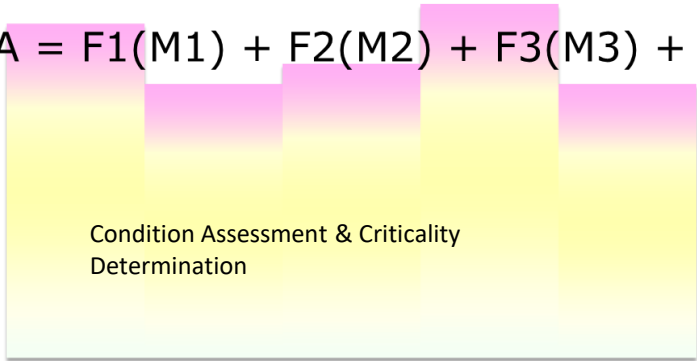 A = F1(M1) + F2(M2) + F3(M3) +
Condition Assessment & Criticality
Determination